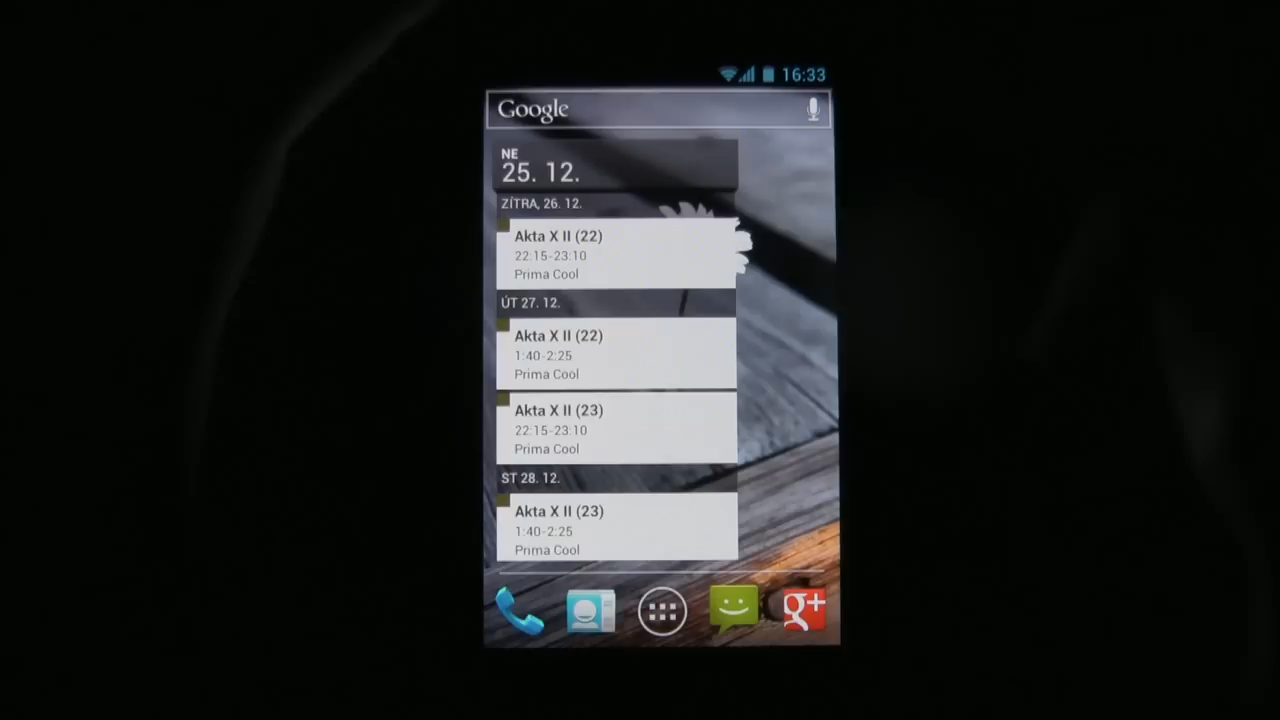 16:33
Google
NE
25. 12.
ZÍTRA, 26. 12.
Akta X II (22)
22:15-23:10
Prima Cool
ÚT 27. 12.
Akta X II (22)
1:40-2:25
Prima Cool
Akta X II (23)
22:15-23:10
Prima Cool
ST 28. 12.
Akta X II (23)
1:40-2:25
Prima Cool
g+